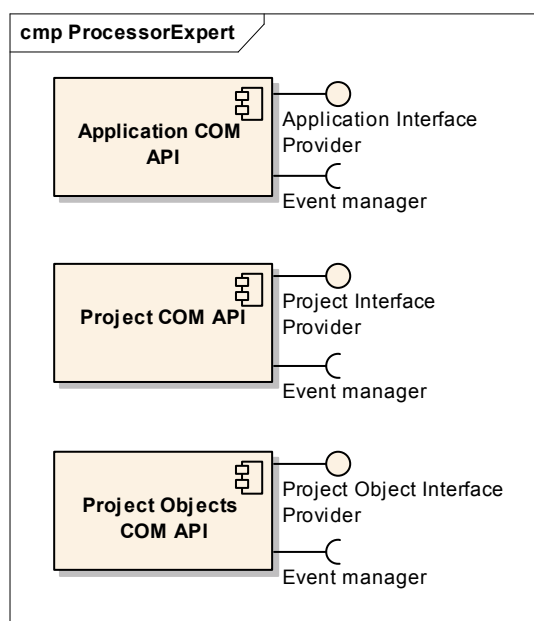 cmp ProcessorExpert
Application COM
API
Application Interface
Provider
Event manager
Project COM API
Project Interface
Provider
Event manager
Project Objects
COM API
Project Object Interface
Provider
Event manager